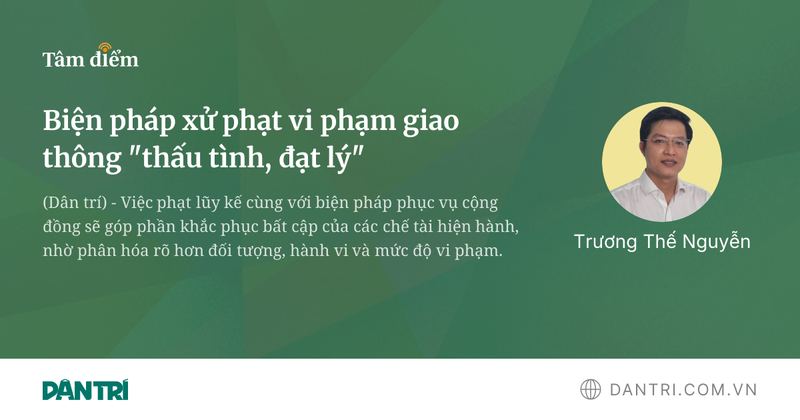 Tâm điểm
Biện pháp xử phạt vi phạm giao
thông "thấu tình, đạt lý"
(Dân trí) - Việc phạt lũy kế cùng với biện pháp phục vụ cộng
đồng sẽ góp phần khắc phục bất cập của các chế tài hiện hành,
nhờ phân hóa rõ hơn đối tượng, hành vi và mức độ vi phạm.
Trương Thế Nguyễn
DÂN TRÍ
DANTRI.COM.VN